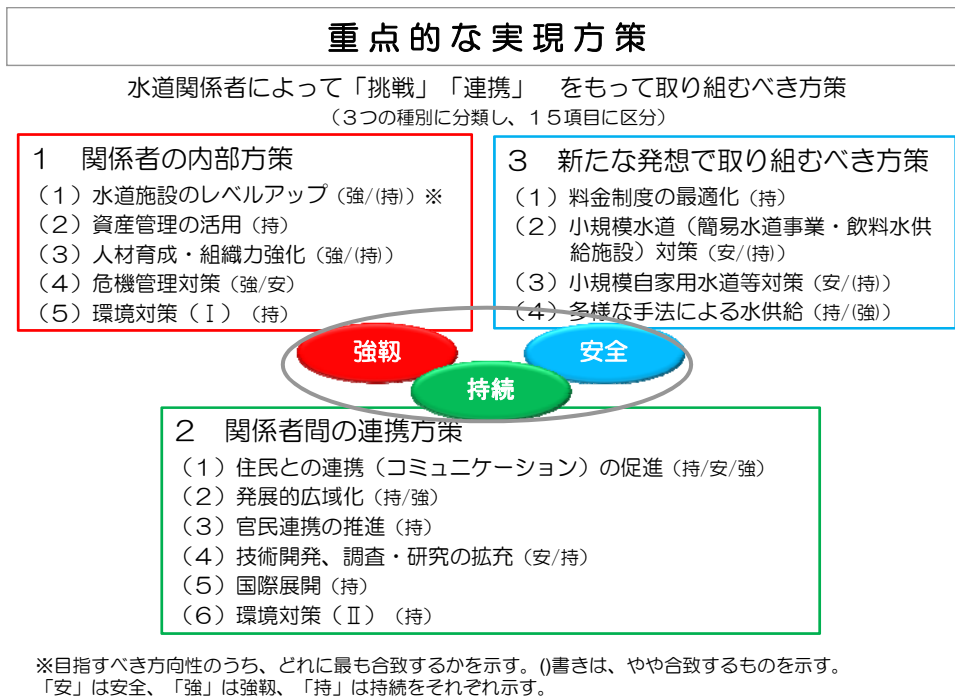 重点的な実現方策
水道関係者によって「挑戦」「連携」　をもって取り組むべき方策
（３つの種別に分類し、１５項目に区分）
１　関係者の内部方策
（１）水道施設のレベルアップ（強/(持)）※
（２）資産管理の活用（持）
（３）人材育成・組織力強化（強/(持)）
（４）危機管理対策（強/安）
（５）環境対策（Ⅰ）（持）
３　新たな発想で取り組むべき方策
（１）料金制度の最適化（持）
（２）小規模水道（簡易水道事業・飲料水供
給施設）対策（安/(持)）
（３）小規模自家用水道等対策（安/(持)）
（４）多様な手法による水供給（持/(強)）
強靱
安全
持続
２　関係者間の連携方策
（１）住民との連携（コミュニケーション）の促進（持/安/強）
（２）発展的広域化（持/強）
（３）官民連携の推進（持）
（４）技術開発、調査・研究の拡充（安/持）
（５）国際展開（持）
（６）環境対策（Ⅱ）（持）
※目指すべき方向性のうち、どれに最も合致するかを示す。()書きは、やや合致するものを示す。
「安」は安全、「強」は強靱、「持」は持続をそれぞれ示す。